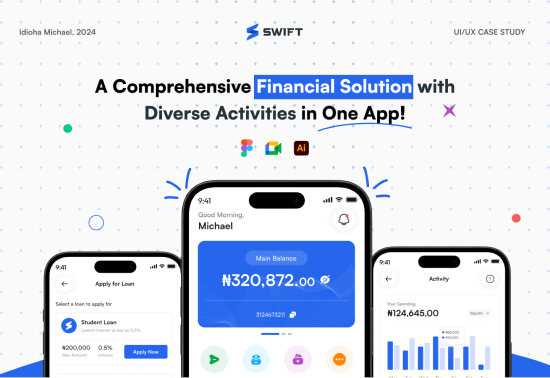 Idioha Michael, 2024
SWIFT
UI/UX CASE STUDY
A Comprehensive Financial Solution with
Diverse Activities in One App!
Ai
9:41
Good Morning,
Michael
Main Balance
₦320,872.00
3124673211
9:41
Apply for Loan
Select a loan to apply for
Student Loan
Lowest interest as low as 0.5%
₦200,000
0.5%
Max Amount
Interest
Apply Now
9:41
Activity
Your Spending
₦124,645.00
Month